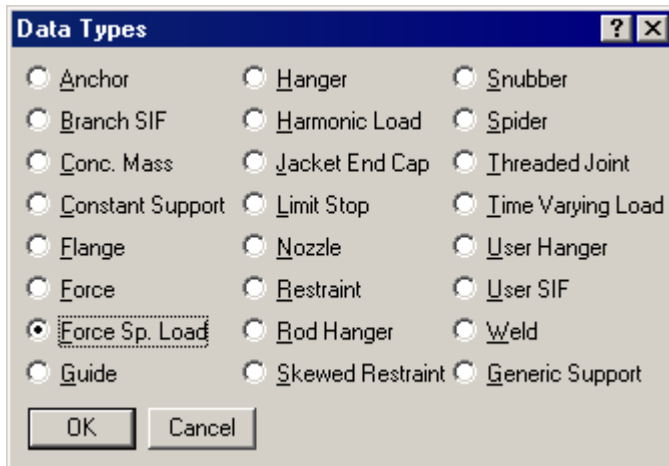 Data Types ? X
Anchor Hanger Snubber
Branch SIF Harmonic Load Spider
Conc. Mass Jacket End Cap Threaded Joint
Constant Support Limit Stop Time Varying Load
Flange Nozzle User Hanger
Force Restraint User SIF
Force Sp. Load Rod Hanger Weld
Guide Skewed Restraint Generic Support
OK Cancel